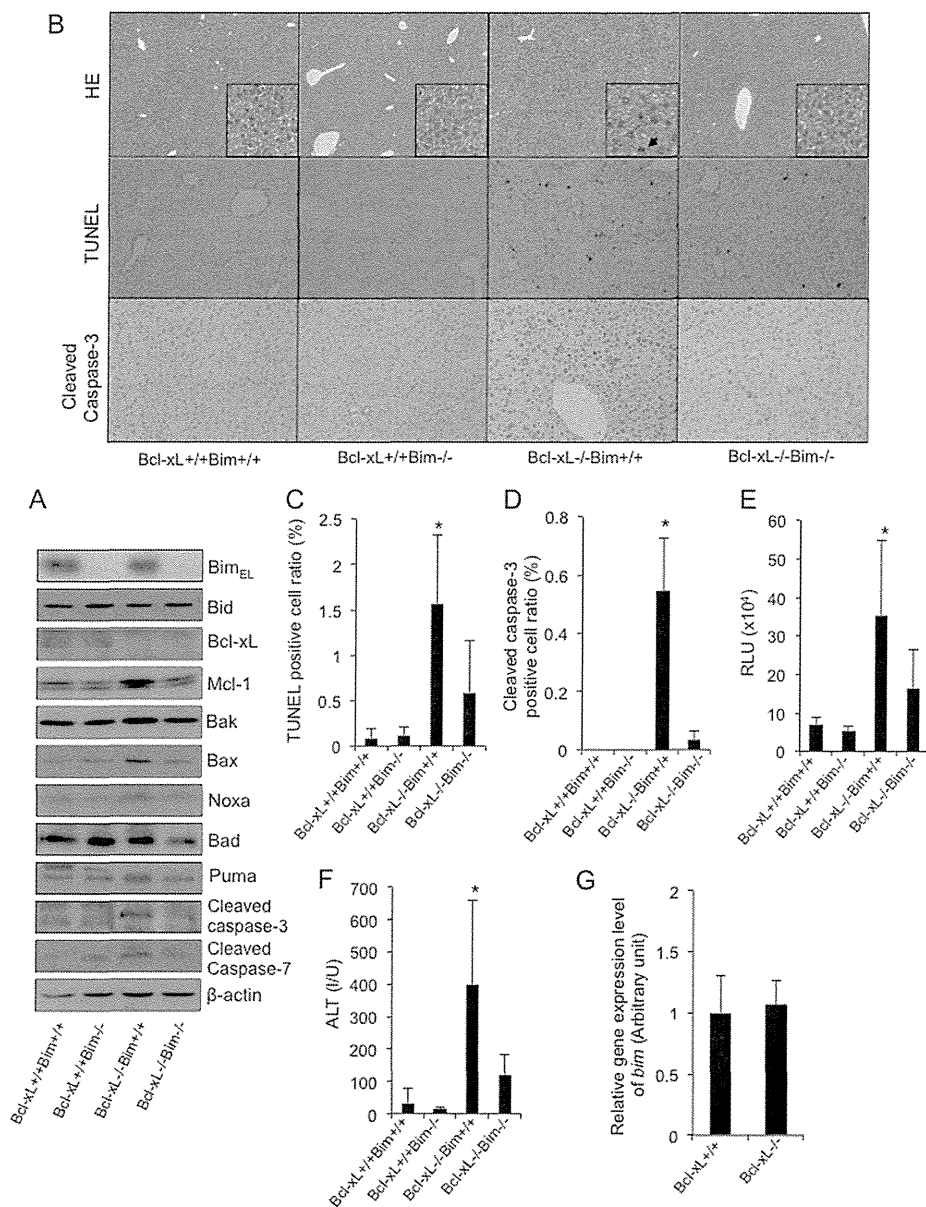 B
HE
TUNEL
Cleaved
Caspase-3
Bcl-xL+/+Bim+/+
Bcl-xL+/+Bim-/-
Bcl-xL-/-Bim+/+
Bcl-xL-/-Bim-/-
A
BimEL
Bid
Bcl-xL
Mcl-1
Bak
Bax
Noxa
Bad
Puma
Cleaved
caspase-3
Cleaved
Caspase-7
β-actin
Bcl-xL+/+Bim+/+
Bcl-xL+/+Bim-/-
Bcl-xL-/-Bim+/+
Bcl-xL-/-Bim-/-
C
TUNEL positive cell ratio (%)
2.5
2
1.5
1
0.5
0
*
Bcl-xL+/+Bim+/+
Bcl-xL+/+Bim-/-
Bcl-xL-/-Bim+/+
Bcl-xL-/-Bim-/-
D
Cleaved caspase-3
positive cell ratio (%)
0.8
0.6
0.4
0.2
0
*
Bcl-xL+/+Bim+/+
Bcl-xL+/+Bim-/-
Bcl-xL-/-Bim+/+
Bcl-xL-/-Bim-/-
E
RLU (x10⁴)
60
50
40
30
20
10
0
*
Bcl-xL+/+Bim+/+
Bcl-xL+/+Bim-/-
Bcl-xL-/-Bim+/+
Bcl-xL-/-Bim-/-
F
ALT (I/U)
700
600
500
400
300
200
100
0
*
Bcl-xL+/+Bim+/+
Bcl-xL+/+Bim-/-
Bcl-xL-/-Bim+/+
Bcl-xL-/-Bim-/-
G
Relative gene expression level
of bim (Arbitrary unit)
2
1.5
1
0.5
0
Bcl-xL+/+
Bcl-xL-/-